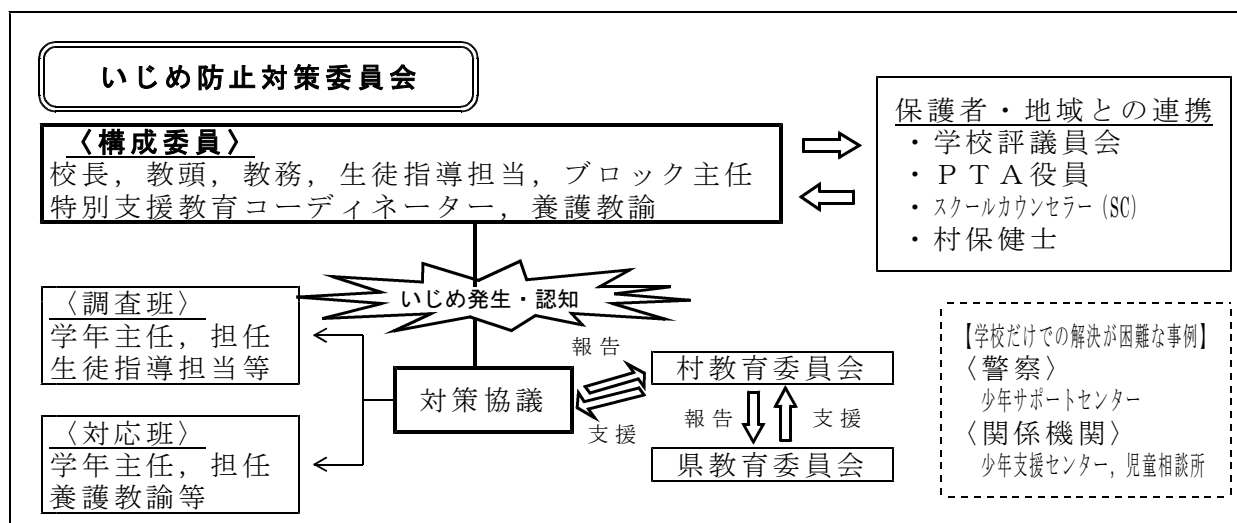 いじめ防止対策委員会
〈構成委員〉
校長，教頭，教務，生徒指導担当，ブロック主任
特別支援教育コーディネーター，養護教諭
保護者・地域との連携
・学校評議員会
・ＰＴＡ役員
・スクールカウンセラー(SC)
・村保健士
いじめ発生・認知
〈調査班〉
学年主任，担任
生徒指導担当等
対策協議
報告
支援
村教育委員会
報告
支援
県教育委員会
〈対応班〉
学年主任，担任
養護教諭等
【学校だけでの解決が困難な事例】
〈警察〉
少年サポートセンター
〈関係機関〉
少年支援センター，児童相談所